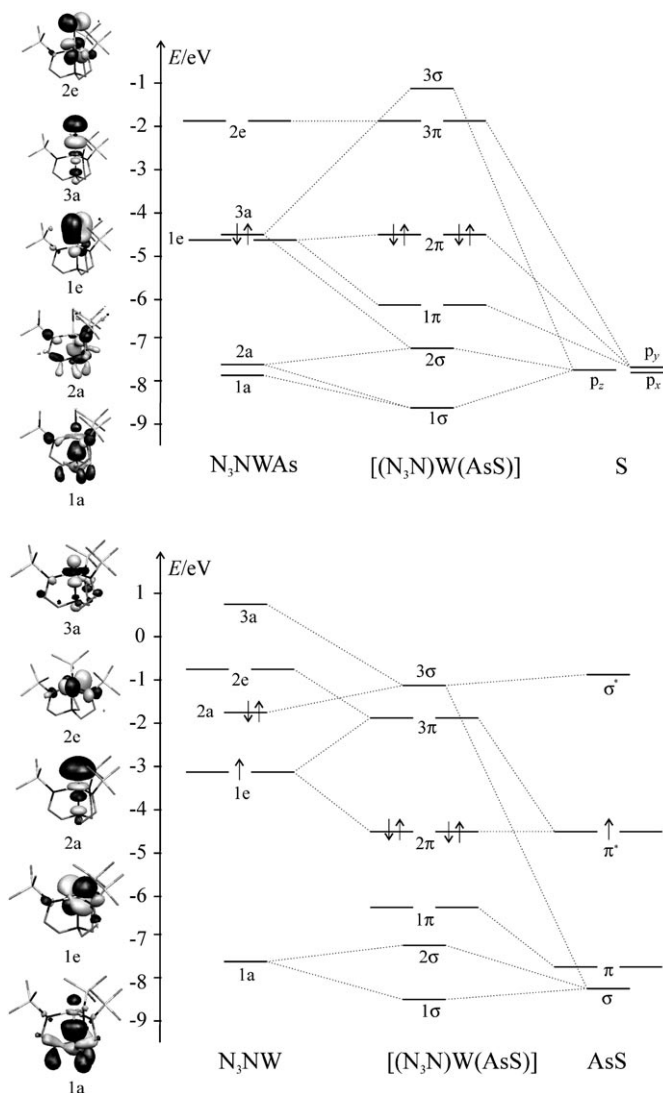 E/eV
-1
-2
-3
-4
-5
-6
-7
-8
-9
2e
3a
1e
2a
1a
2e
3a
1e
2a
1a
3σ
3π
2π
1π
2σ
1σ
p_z
p_y
p_x
N₃NWAs
[(N₃N)W(AsS)]
S
E/eV
1
0
-1
-2
-3
-4
-5
-6
-7
-8
-9
3a
2e
2a
1e
1a
3a
2e
2a
1e
1a
3σ
3π
2π
1π
2σ
1σ
σ*
π*
π
σ
N₃NW
[(N₃N)W(AsS)]
AsS